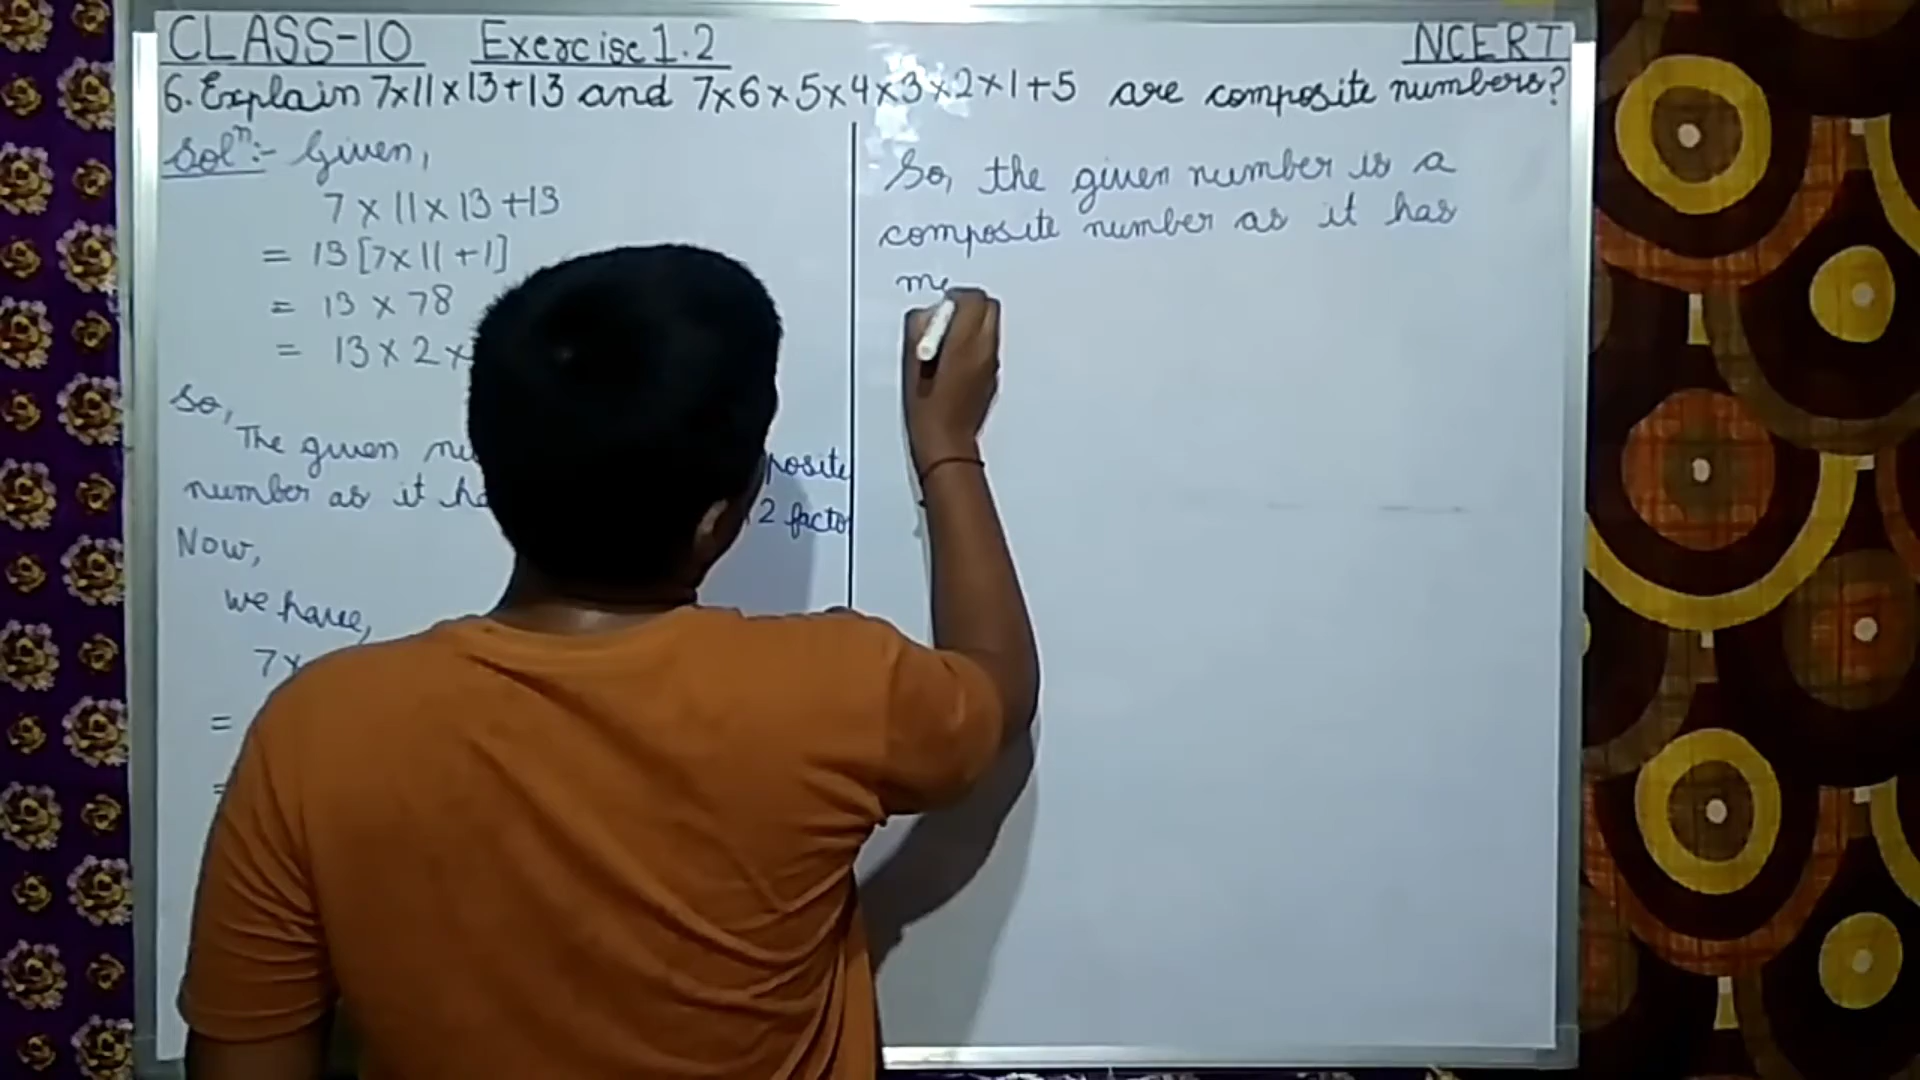 CLASS-10 Exercise 1.2 NCERT
6. Explain 7×11×13+13 and 7×6×5×4×3×2×1+5 are composite numbers?
Solⁿ:- Given,
7 × 11 × 13 + 13
= 13 [7×11 + 1]
= 13 × 78
= 13 × 2 ×
So,
The given
posite
number as it
2 facto
Now,
we have,
7×
=
=
So, the given number is a
composite number as it has